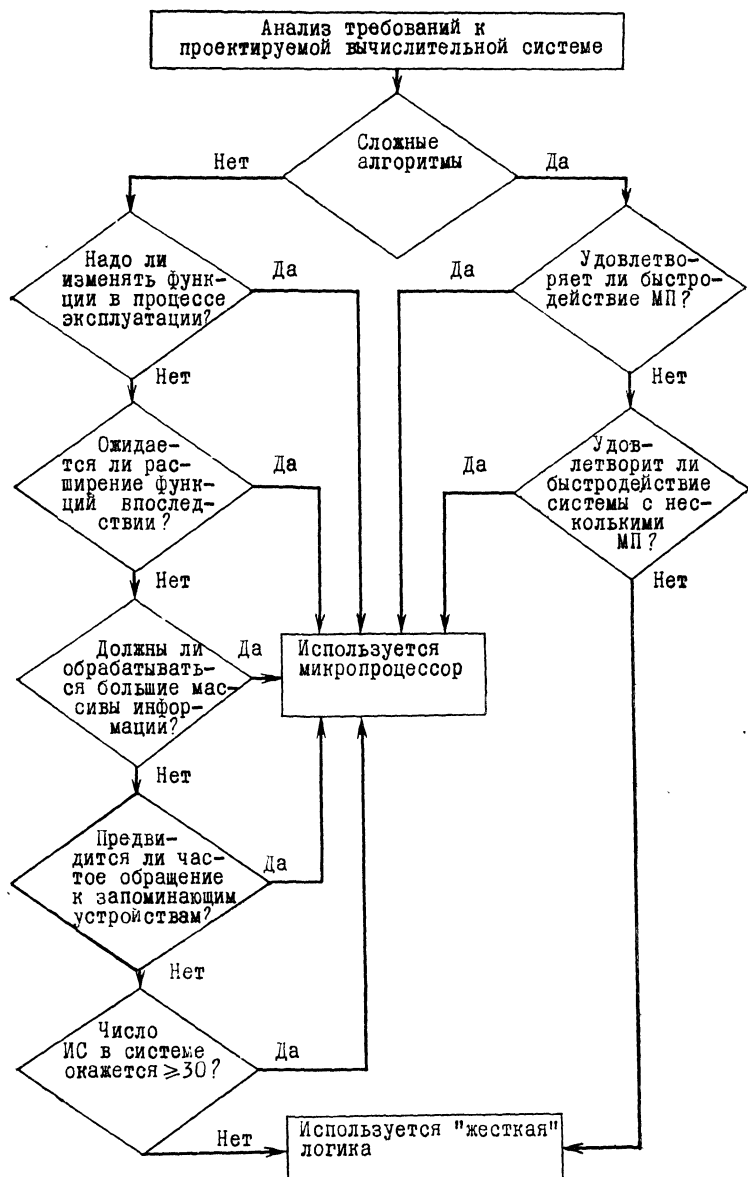 Анализ требований к
проектируемой вычислительной системе
Сложные
алгоритмы
Нет
Да
Надо ли
изменять функ-
ции в процессе
эксплуатации?
Да
Да
Удовлетво-
ряет ли быстро-
действие МП?
Нет
Нет
Ожидае-
тся ли рас-
ширение функ-
ций впослед-
ствии?
Да
Да
Удов-
летворит ли
быстродействие
системы с нес-
колькими
МП?
Нет
Нет
Должны ли
обрабатывать-
ся большие мас-
сивы инфор-
мации?
Да
Используется
микропроцессор
Нет
Предви-
дится ли час-
тое обращение
к запоминающим
устройствам?
Да
Нет
Число
ИС в системе
окажется ≥30?
Да
Нет
Используется "жесткая"
логика